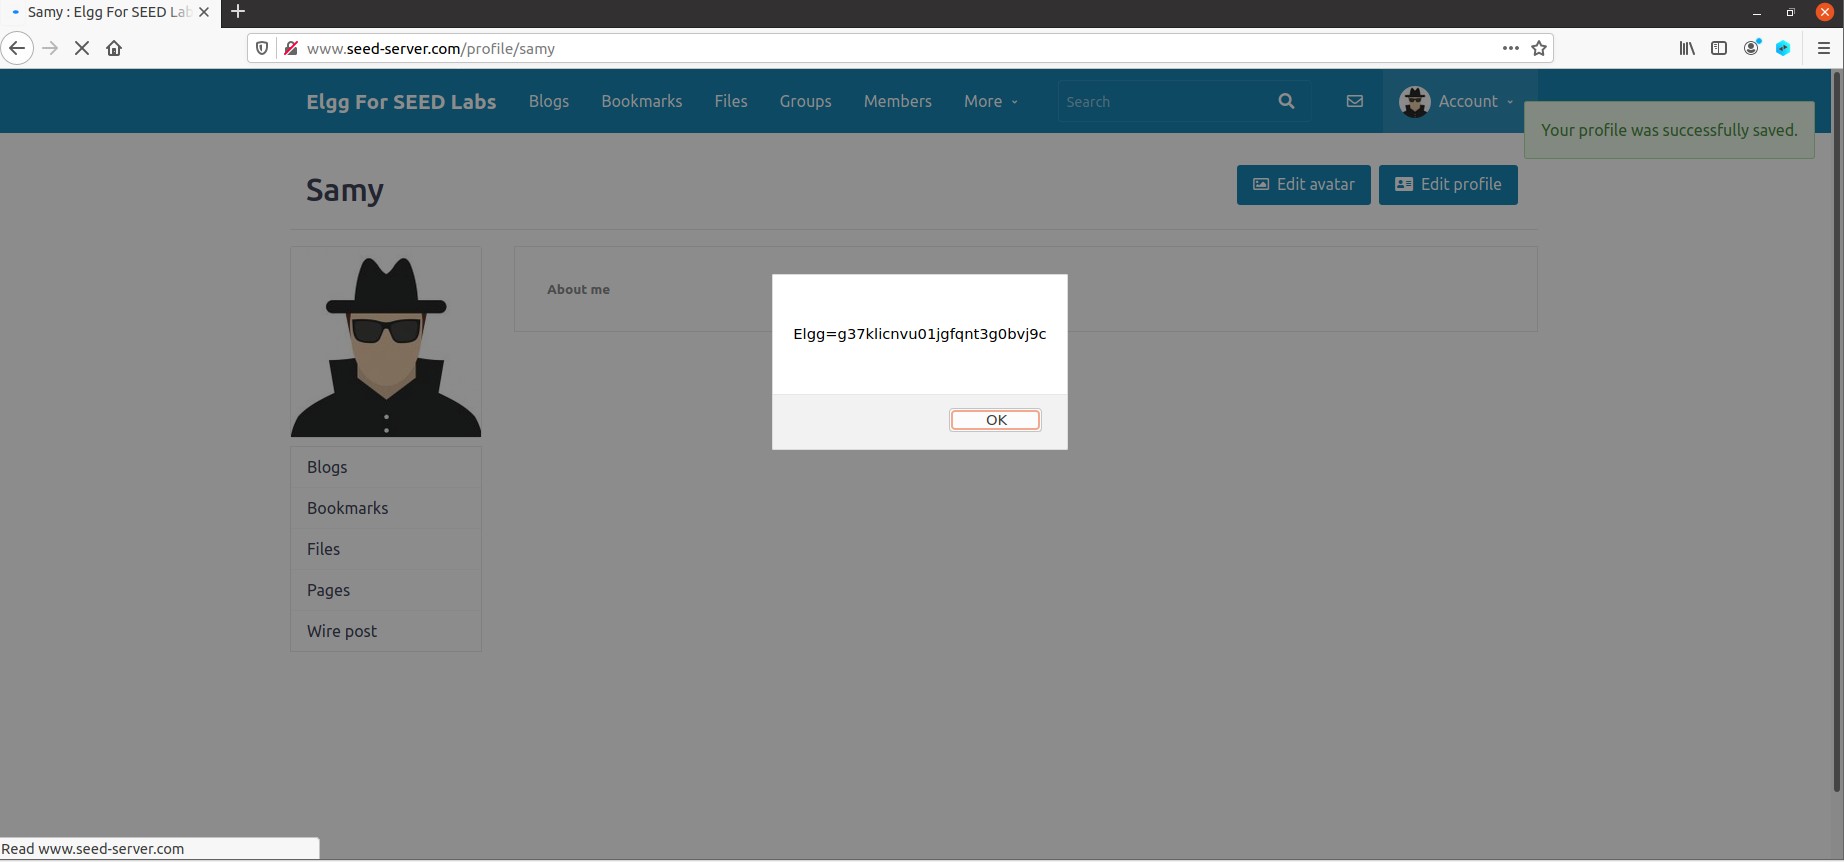 Samy : Elgg For SEED Lab
www.seed-server.com/profile/samy
Elgg For SEED Labs Blogs Bookmarks Files Groups Members More Search Account
Your profile was successfully saved.
Samy
Edit avatar Edit profile
About me
Elgg=g37klicnvu01jgfqnt3g0bvj9c
OK
Blogs
Bookmarks
Files
Pages
Wire post
Read www.seed-server.com